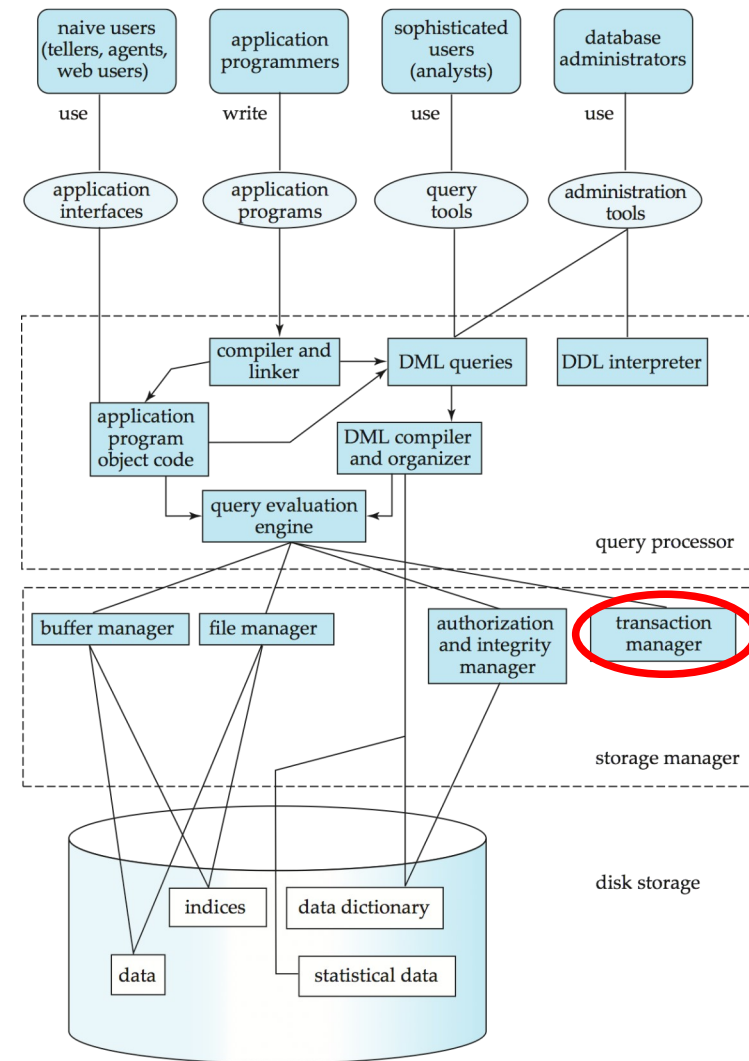 naive users
(tellers, agents,
web users)
application
programmers
sophisticated
users
(analysts)
database
administrators
use
write
use
use
application
interfaces
application
programs
query
tools
administration
tools
compiler and
linker
DML queries
DDL interpreter
application
program
object code
DML compiler
and organizer
query evaluation
engine
query processor
buffer manager
file manager
authorization
and integrity
manager
transaction
manager
storage manager
disk storage
indices
data dictionary
data
statistical data